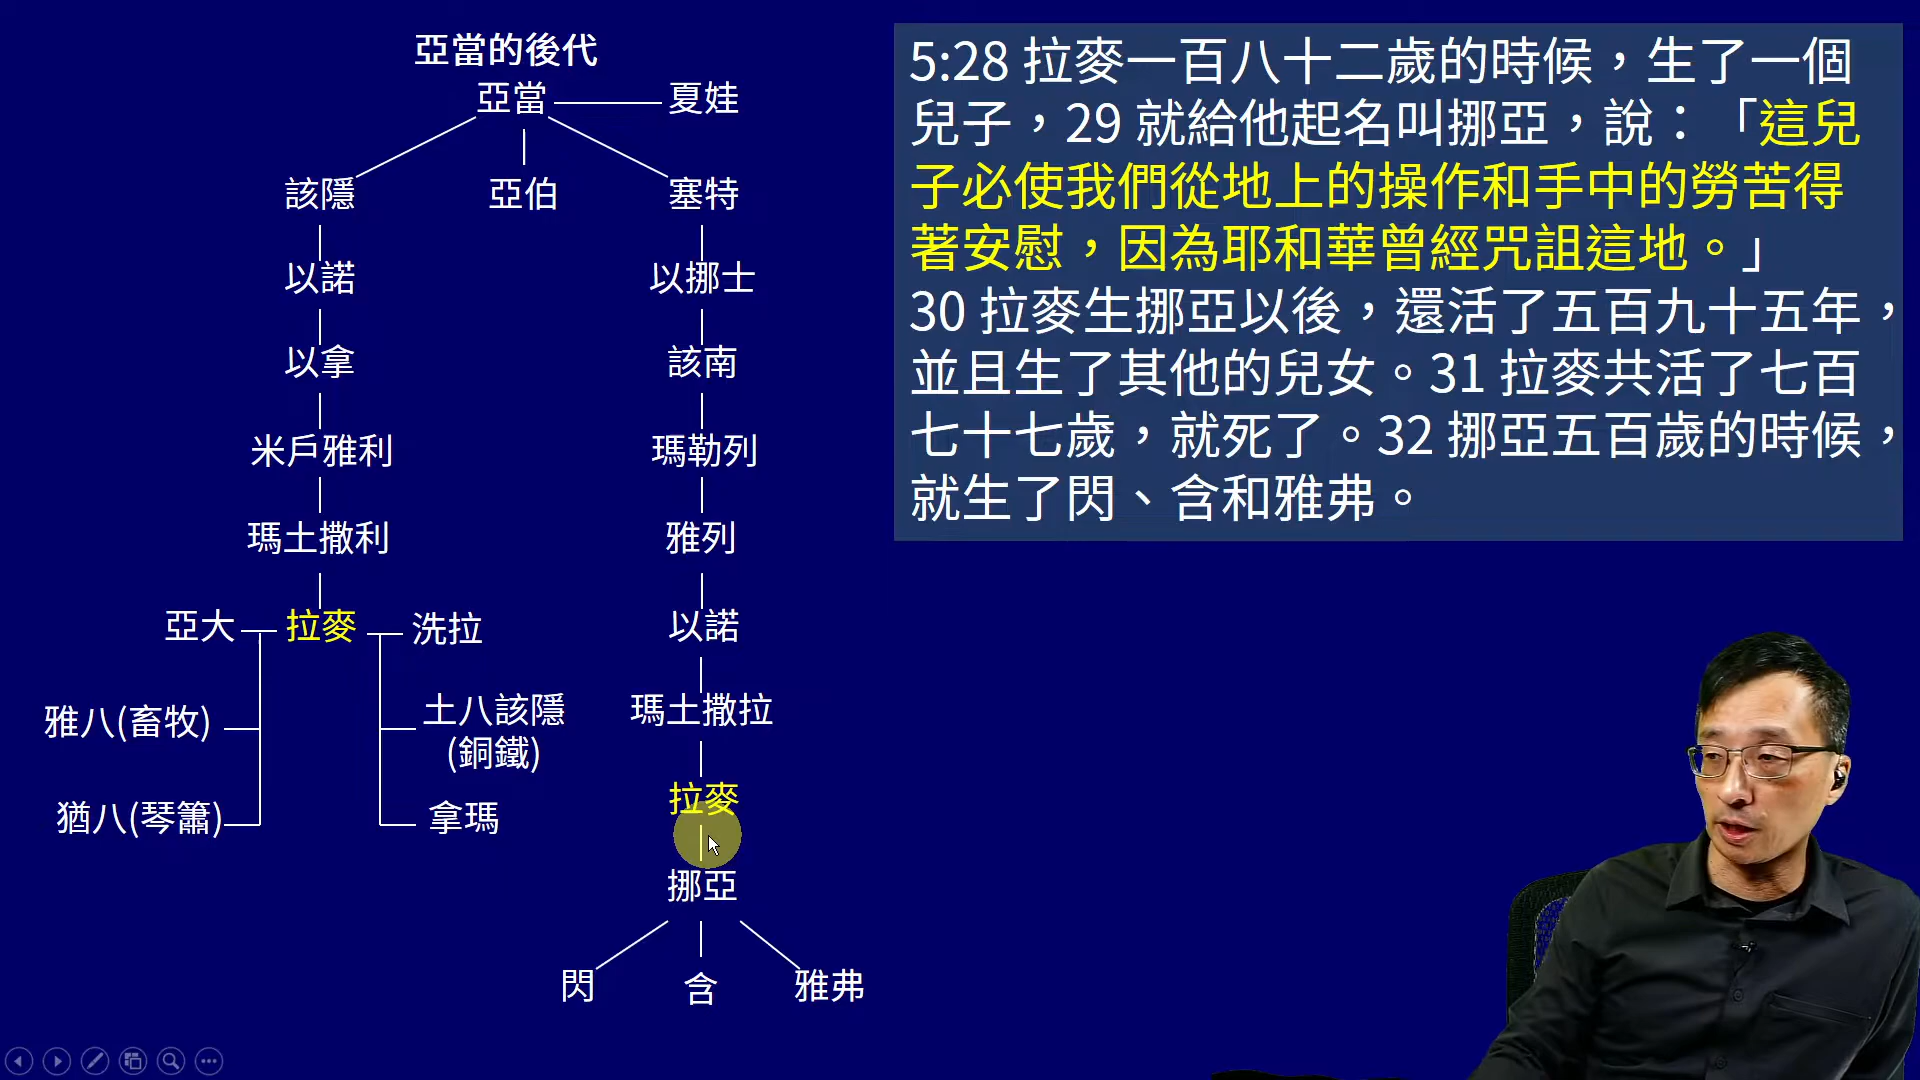 亞當的後代
亞當 夏娃
該隱 亞伯 塞特
以諾 以挪士
以拿 該南
米戶雅利 瑪勒列
瑪土撒利 雅列
亞大 拉麥 洗拉 以諾
雅八(畜牧) 土八該隱 瑪土撒拉
(銅鐵)
猶八(琴簫) 拿瑪 拉麥
挪亞
閃 含 雅弗
5:28 拉麥一百八十二歲的時候，生了一個
兒子，29 就給他起名叫挪亞，說：「這兒
子必使我們從地上的操作和手中的勞苦得
著安慰，因為耶和華曾經咒詛這地。」
30 拉麥生挪亞以後，還活了五百九十五年，
並且生了其他的兒女。31 拉麥共活了七百
七十七歲，就死了。32 挪亞五百歲的時候，
就生了閃、含和雅弗。